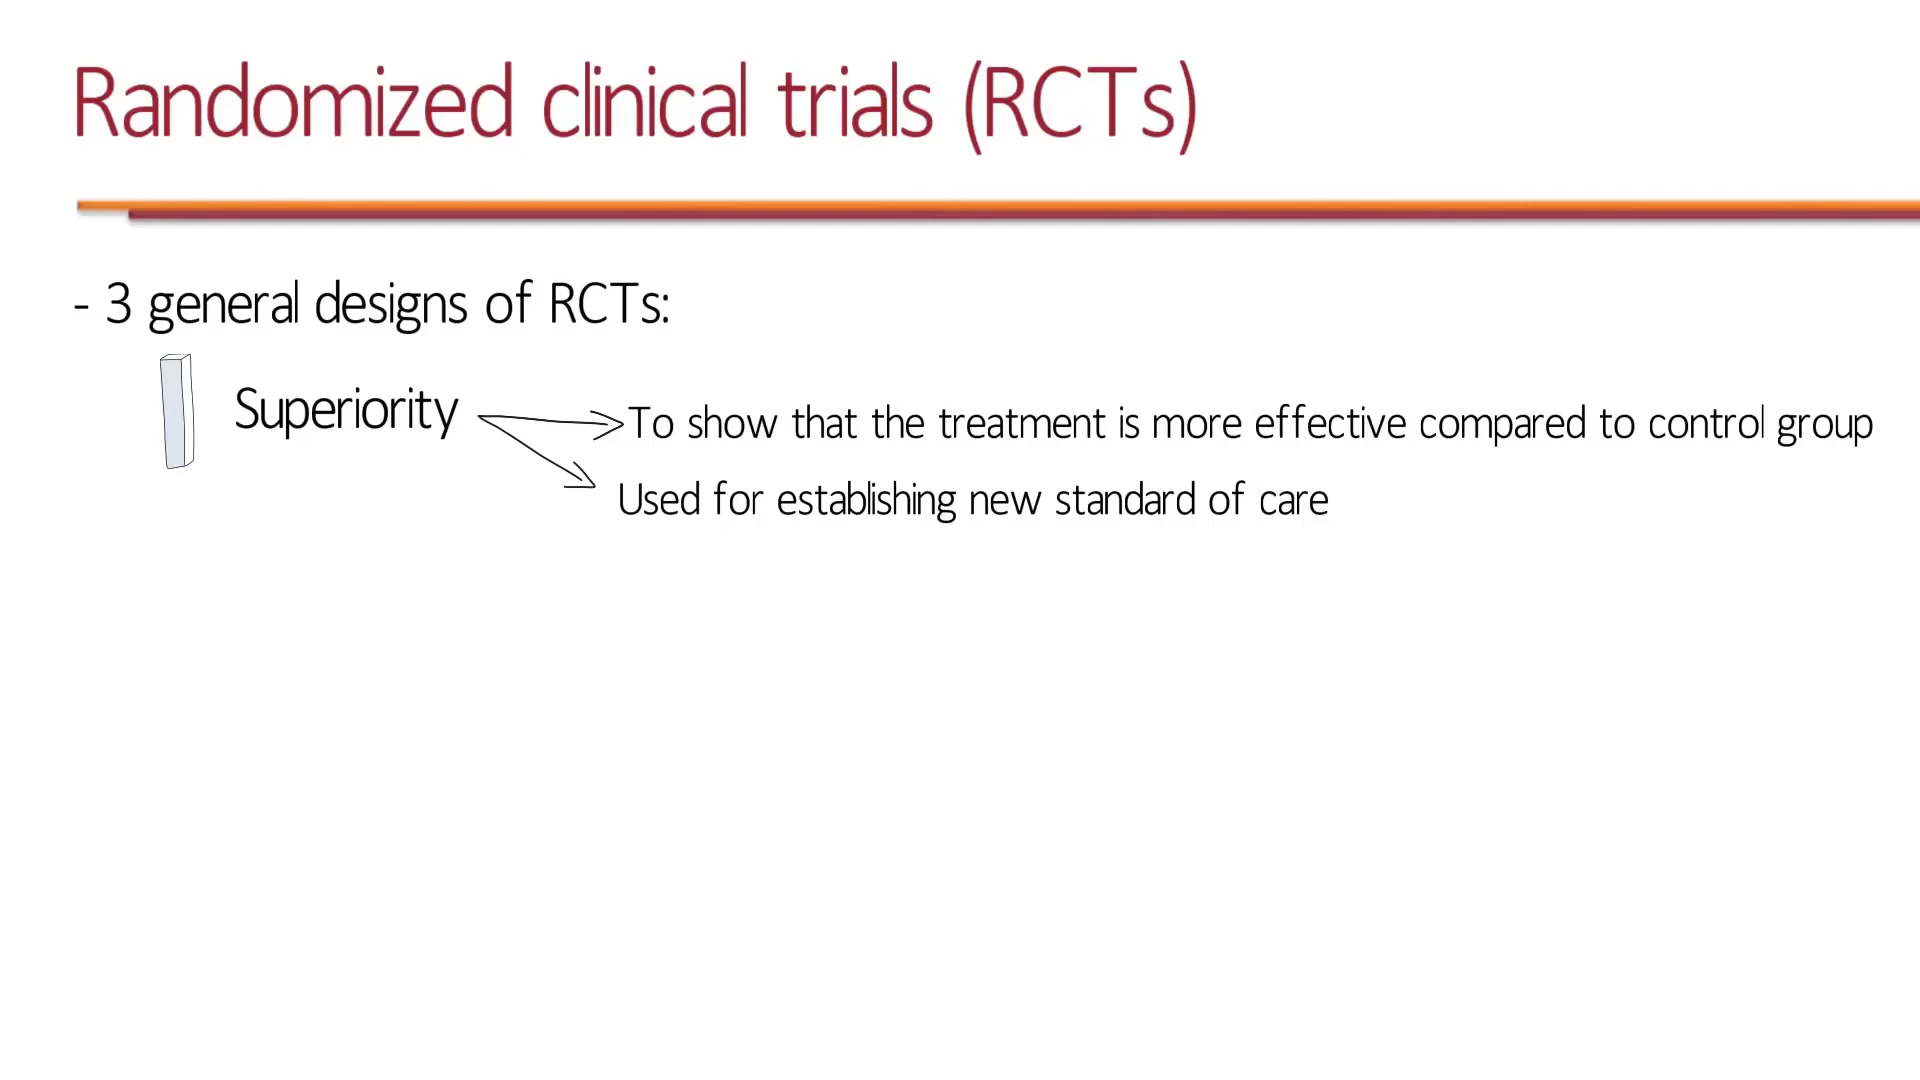 Randomized clinical trials (RCTs)
- 3 general designs of RCTs:
Superiority
To show that the treatment is more effective compared to control group
Used for establishing new standard of care